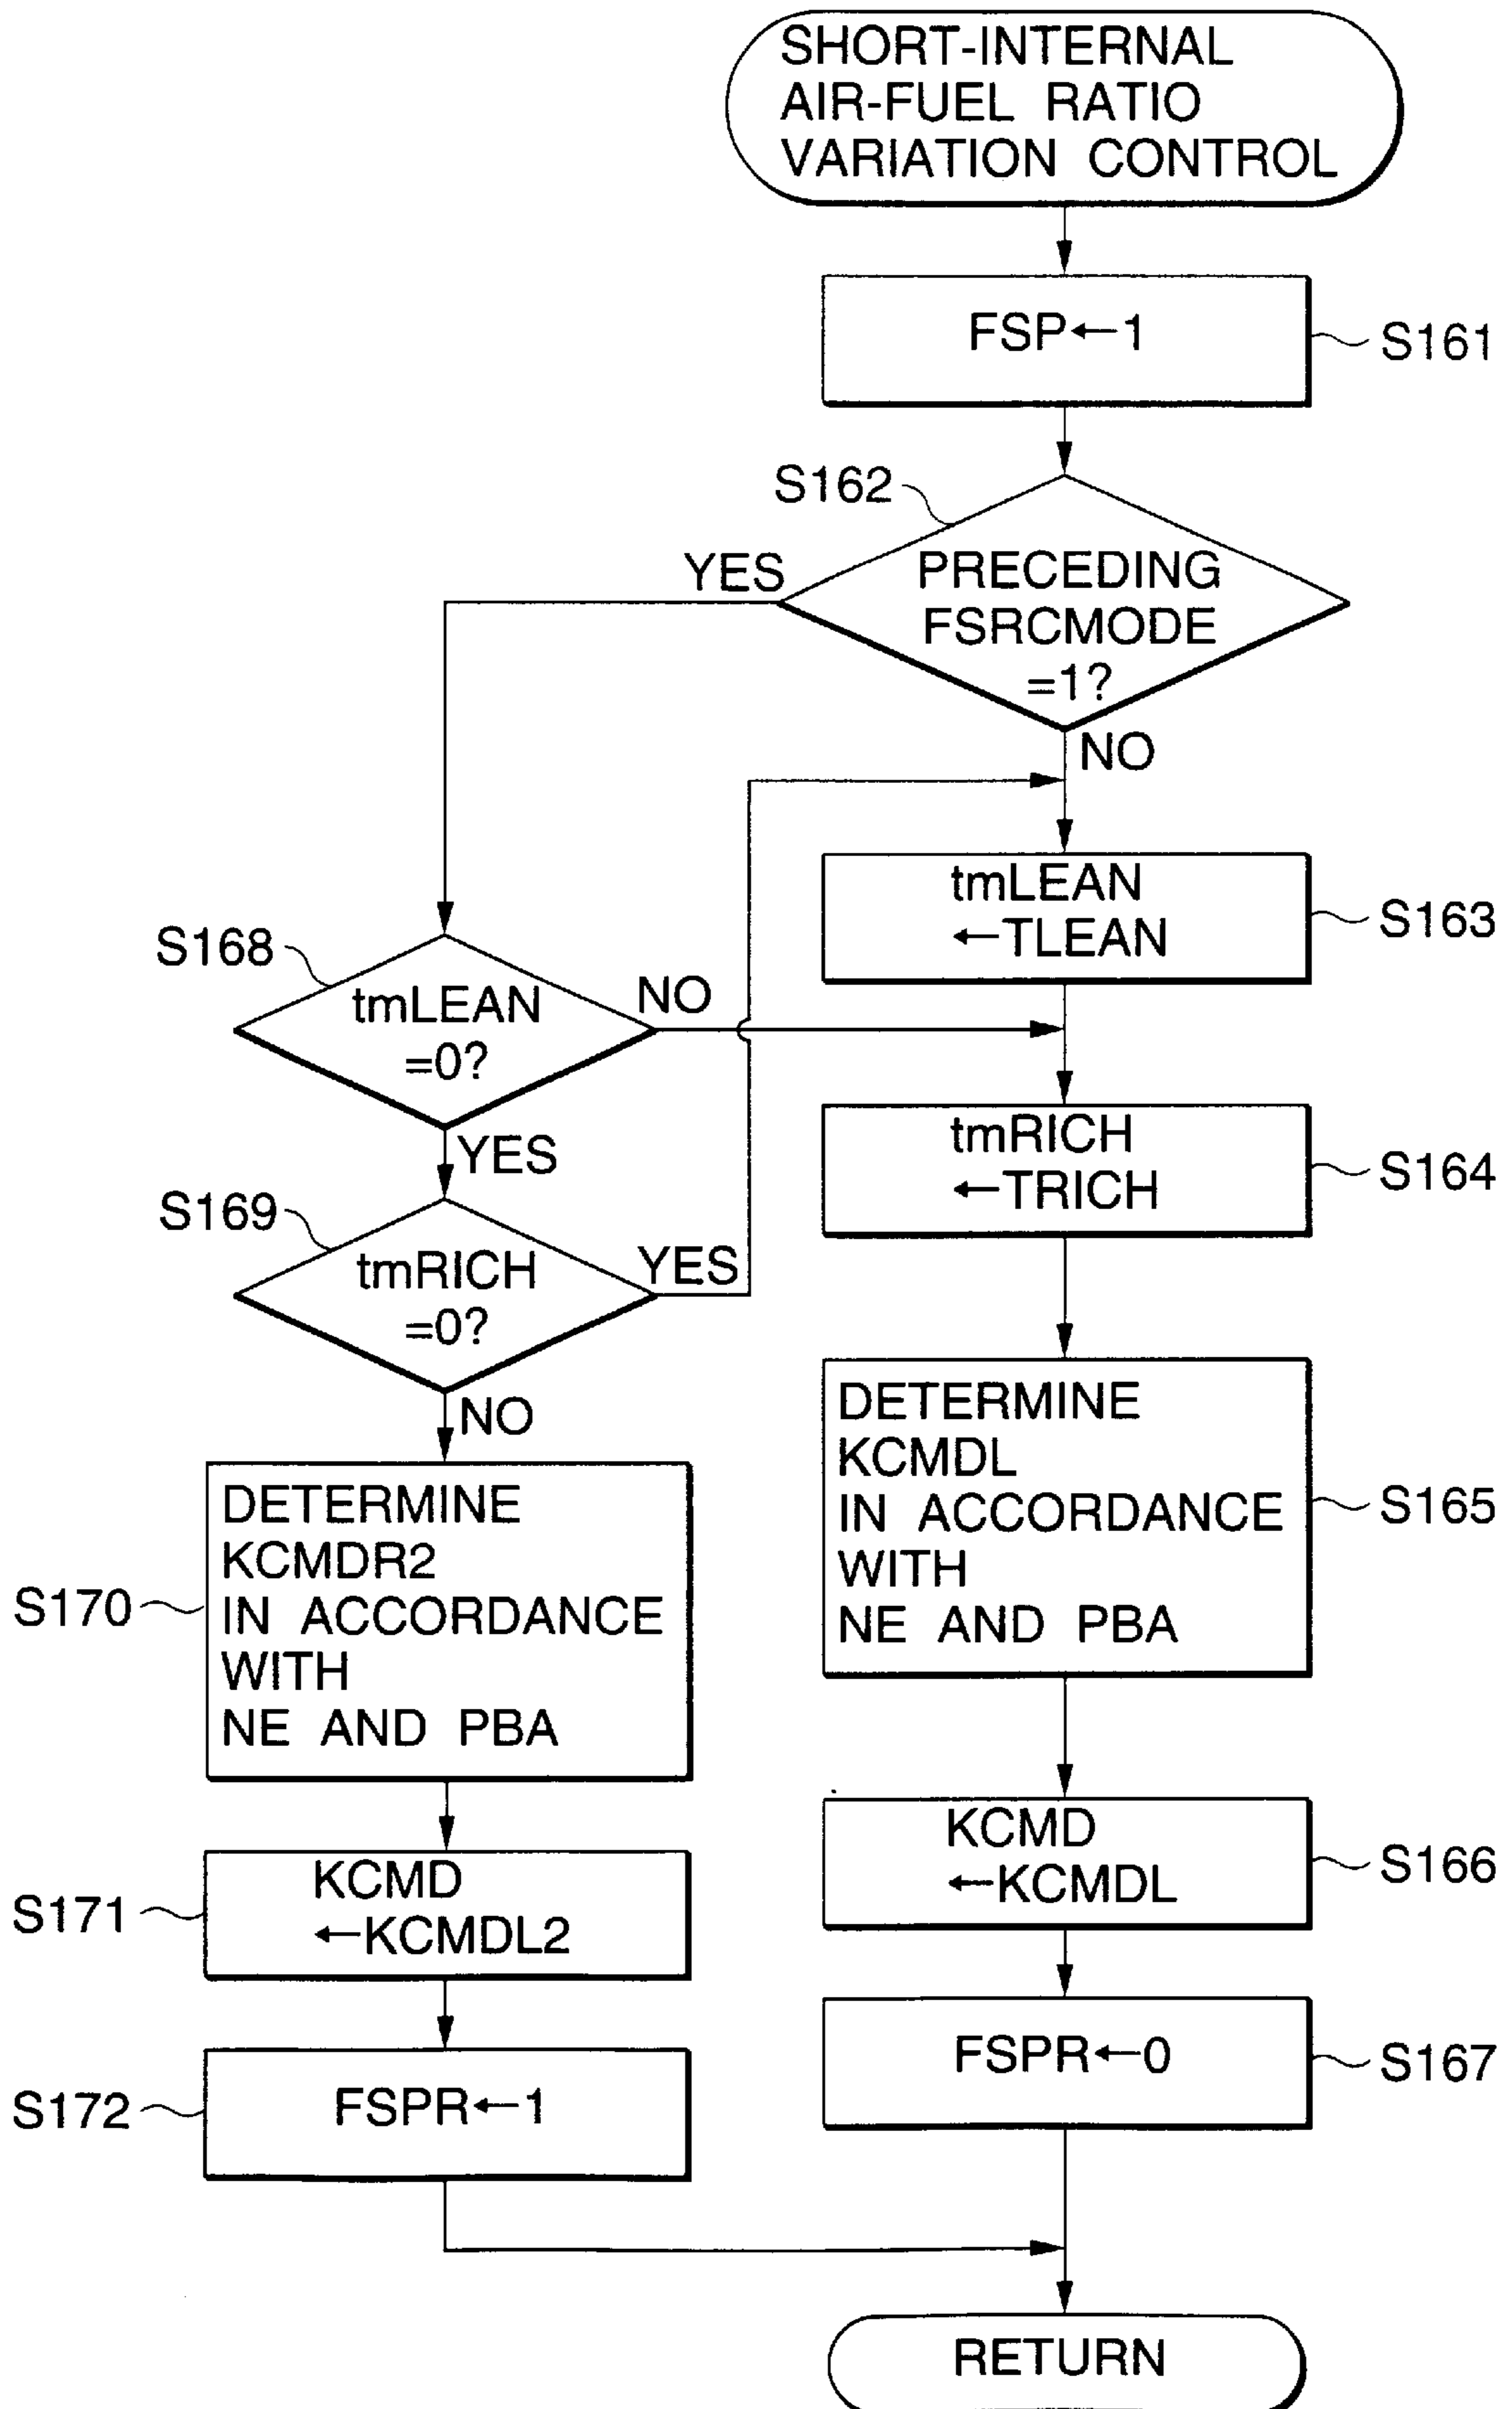 SHORT-INTERNAL
AIR-FUEL RATIO
VARIATION CONTROL
FSP←1
S161
S162
PRECEDING
FSRCMODE
=1?
YES
NO
tmLEAN
←TLEAN
S163
S168
tmLEAN
=0?
NO
YES
tmRICH
←TRICH
S164
S169
tmRICH
=0?
YES
NO
DETERMINE
KCMDL
IN ACCORDANCE
WITH
NE AND PBA
S165
S170
DETERMINE
KCMDR2
IN ACCORDANCE
WITH
NE AND PBA
KCMD
←KCMDL
S166
S171
KCMD
←KCMDL2
FSPR←0
S167
S172
FSPR←1
RETURN